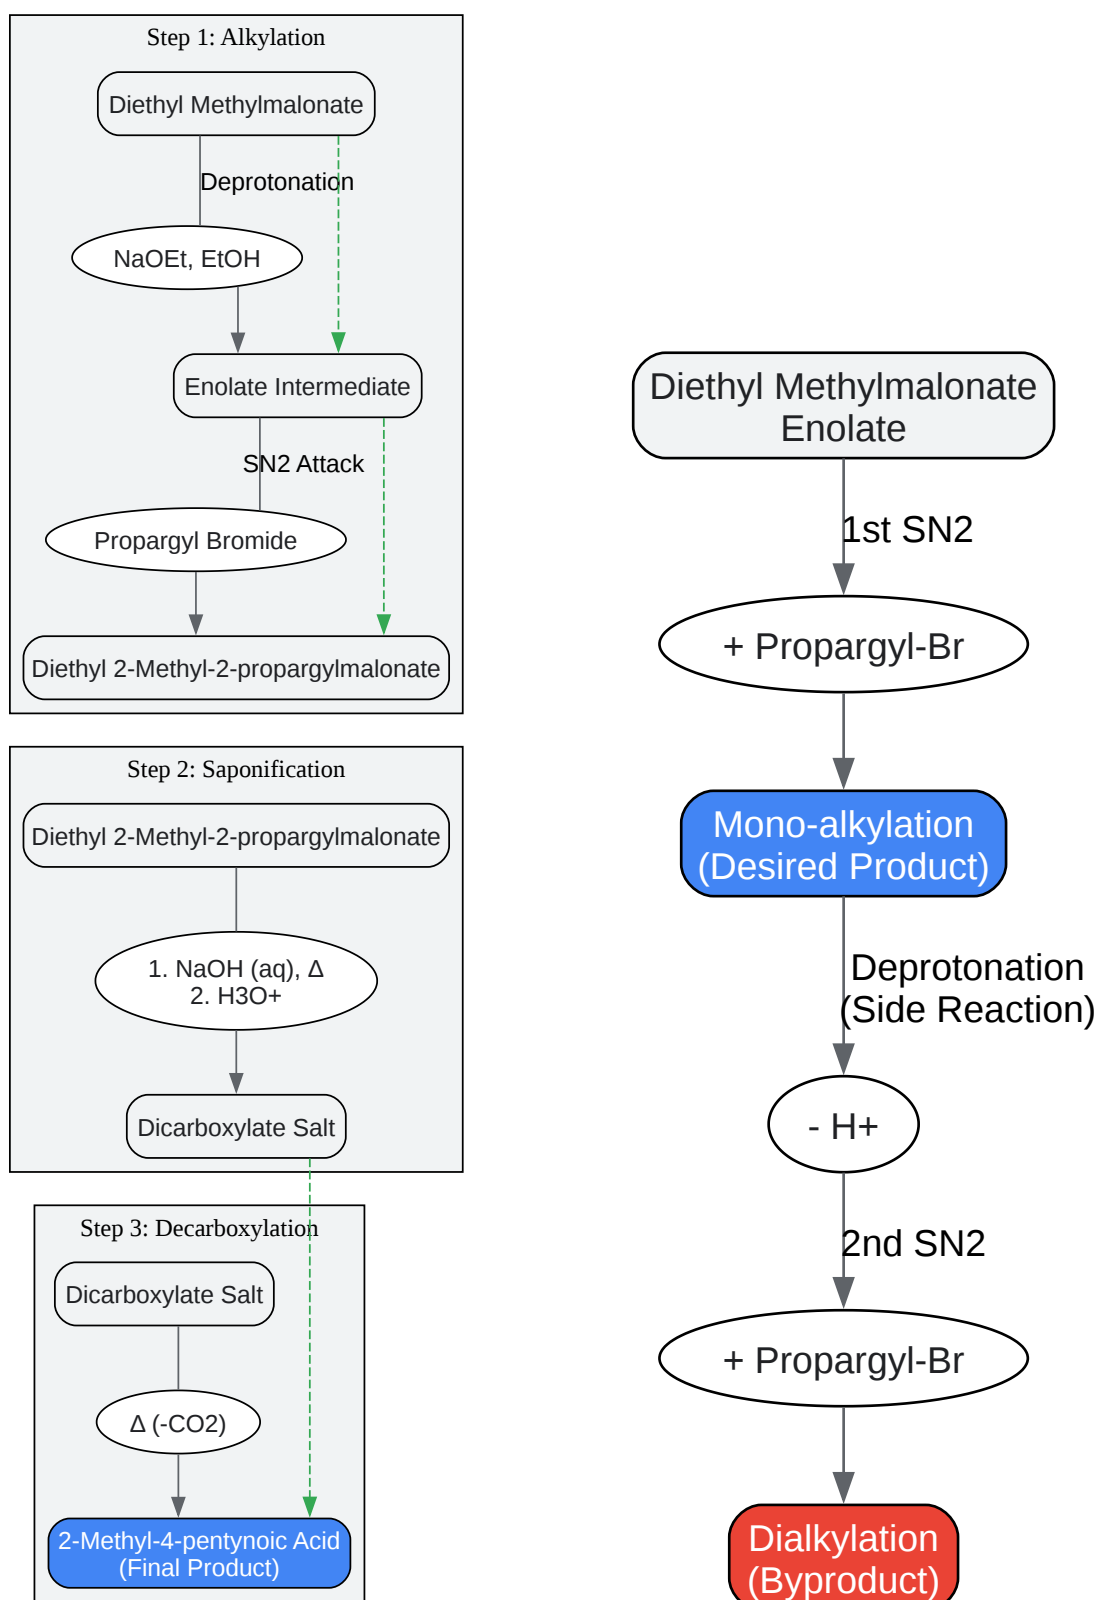 Step 1: Alkylation
Diethyl Methylmalonate
Deprotonation
NaOEt, EtOH
Enolate Intermediate
SN2 Attack
Propargyl Bromide
Diethyl 2-Methyl-2-propargylmalonate
Step 2: Saponification
Diethyl 2-Methyl-2-propargylmalonate
1. NaOH (aq), Δ
2. H3O+
Dicarboxylate Salt
Step 3: Decarboxylation
Dicarboxylate Salt
Δ (-CO2)
2-Methyl-4-pentynoic Acid
(Final Product)
Diethyl Methylmalonate
Enolate
1st SN2
+ Propargyl-Br
Mono-alkylation
(Desired Product)
Deprotonation
(Side Reaction)
- H+
2nd SN2
+ Propargyl-Br
Dialkylation
(Byproduct)